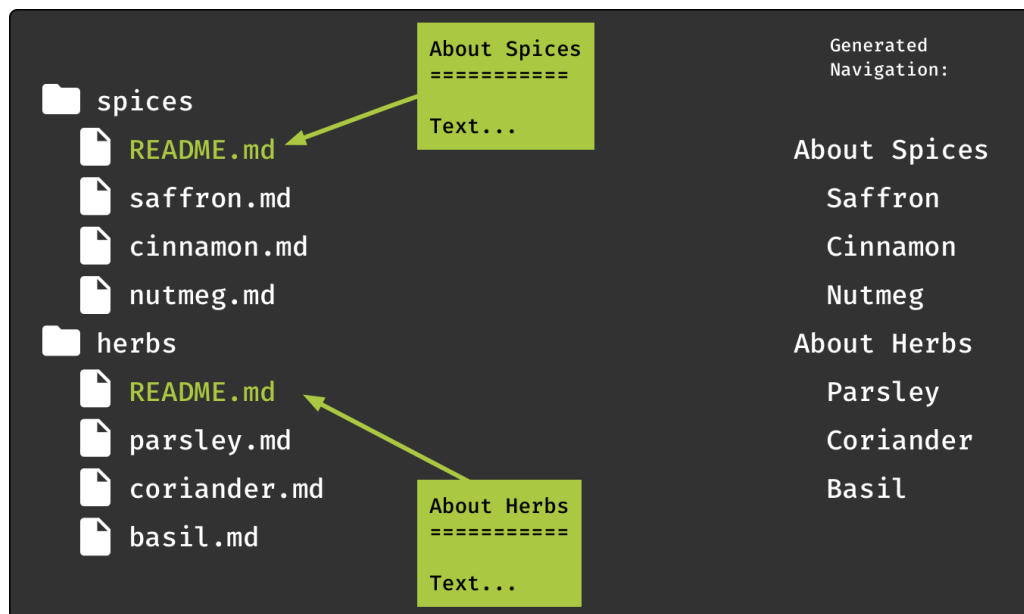 About Spices
===========
Text...
Generated
Navigation:
spices
README.md
saffron.md
cinnamon.md
nutmeg.md
herbs
README.md
parsley.md
coriander.md
basil.md
About Spices
Saffron
Cinnamon
Nutmeg
About Herbs
Parsley
Coriander
Basil
About Herbs
===========
Text...